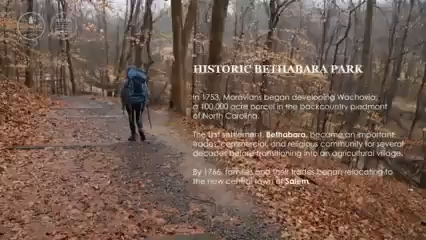 HISTORIC BETHABARA PARK
In 1753, Moravians began developing Wachovia,
a 100,000 acre parcel in the backcountry piedmont
of North Carolina.
The first settlement, Bethabara, became an important
trades, commercial, and religious community for several
decades before transitioning into an agricultural village.
By 1766, families and their trades began relocating to
the new central town of Salem.